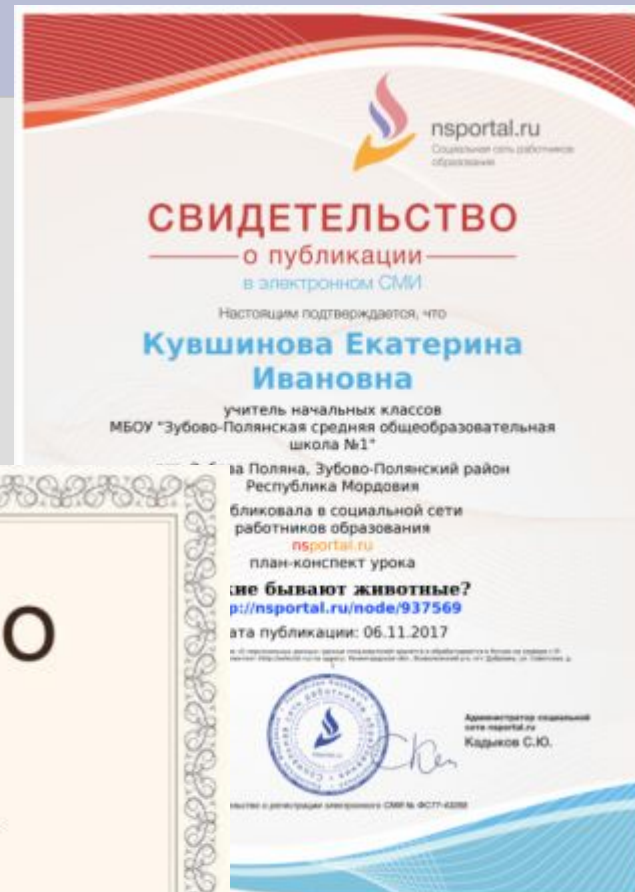 nsportal.ru
Социальная сеть работников
образования
СВИДЕТЕЛЬСТВО
о публикации
в электронном СМИ
Настоящим подтверждается, что
Кувшинова Екатерина
Ивановна
учитель начальных классов
МБОУ "Зубово-Полянская средняя общеобразовательная
школа №1"
ва Поляна, Зубово-Полянский район
Республика Мордовия
бликовала в социальной сети
работников образования
nsportal.ru
план-конспект урока
кие бывают животные?
p://nsportal.ru/node/937569
ата публикации: 06.11.2017
О
Администратор социальной
сети nsportal.ru
Кадыков С.Ю.